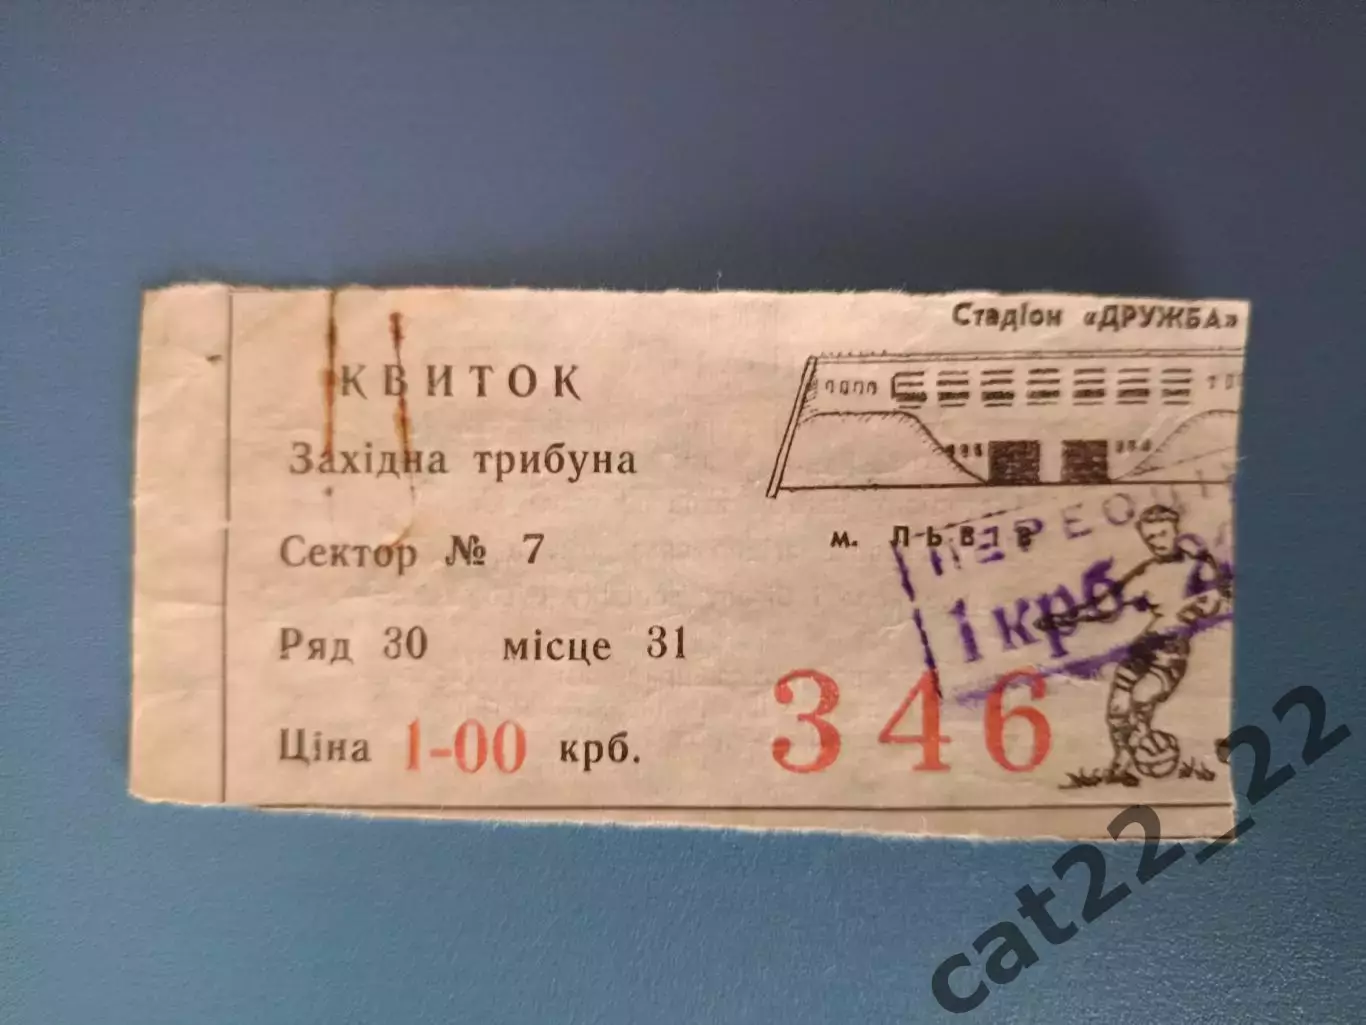 Стадіон «ДРУЖБА»
КВИТОК
Західна трибуна
Сектор № 7
м. Львів
1 крб.
Ряд 30 місце 31
346
Ціна 1-00 крб.
cat22_22